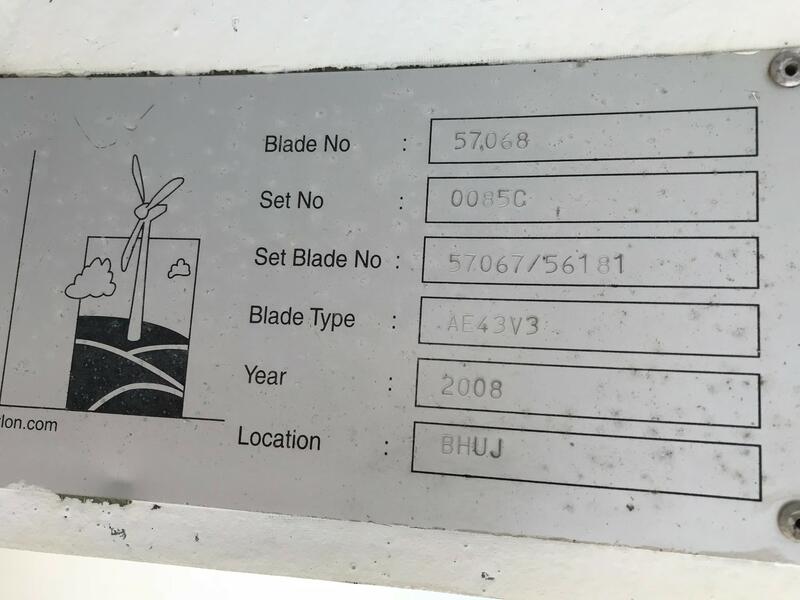 Blade No : 57068
Set No : 0085C
Set Blade No : 57067/56181
Blade Type : AE43V3
Year : 2008
Location : BHUJ
lon.com